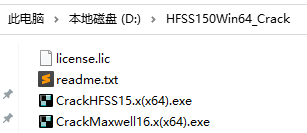 此电脑 > 本地磁盘 (D:) > HFSS150Win64_Crack
license.lic
readme.txt
CrackHFSS15.x(x64).exe
CrackMaxwell16.x(x64).exe